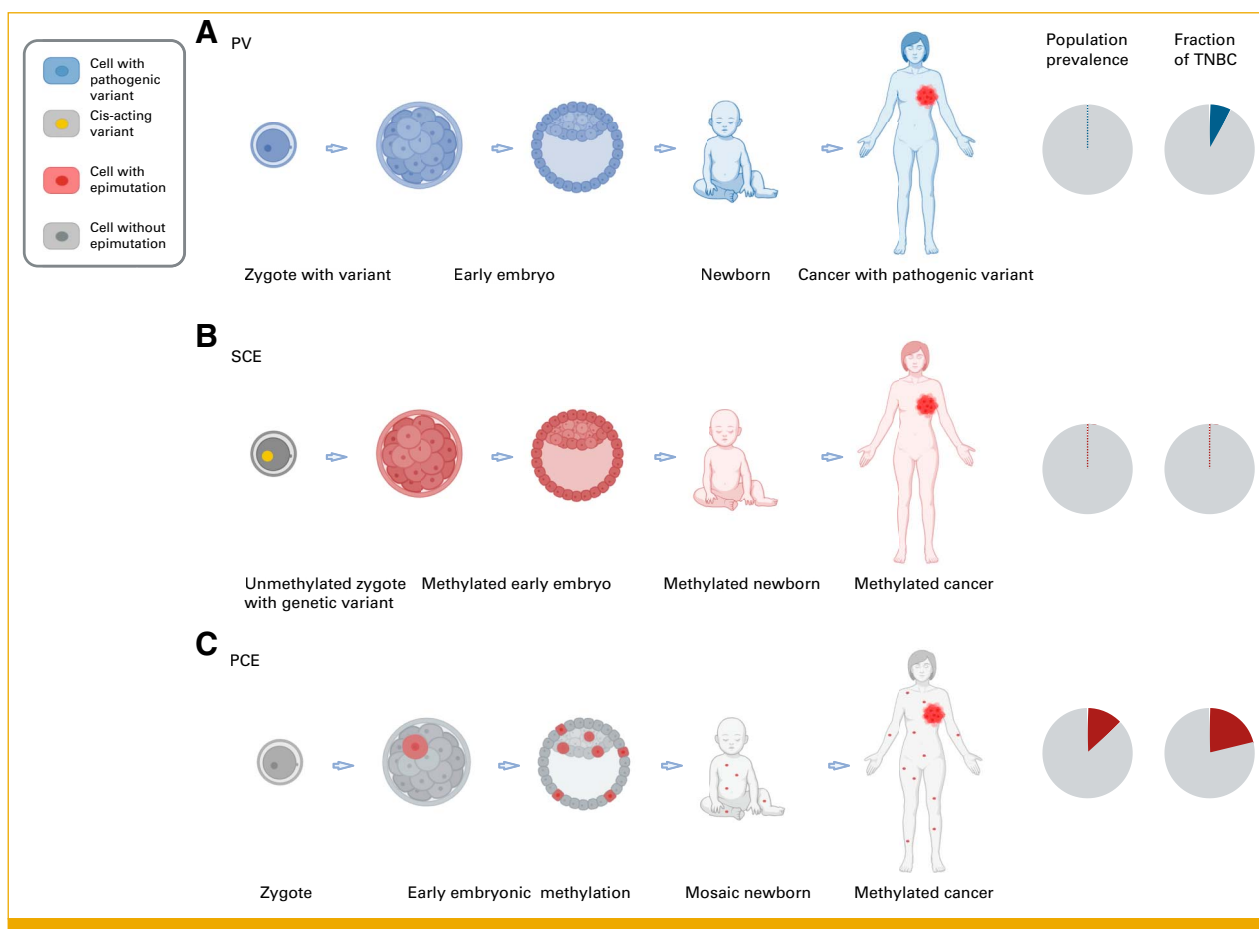 Cell with
pathogenic
variant
Cis-acting
variant
Cell with
epimutation
Cell without
epimutation
A PV
Population
prevalence
Fraction
of TNBC
Zygote with variant
Early embryo
Newborn
Cancer with pathogenic variant
B SCE
Unmethylated zygote
with genetic variant
Methylated early embryo
Methylated newborn
Methylated cancer
C PCE
Zygote
Early embryonic methylation
Mosaic newborn
Methylated cancer